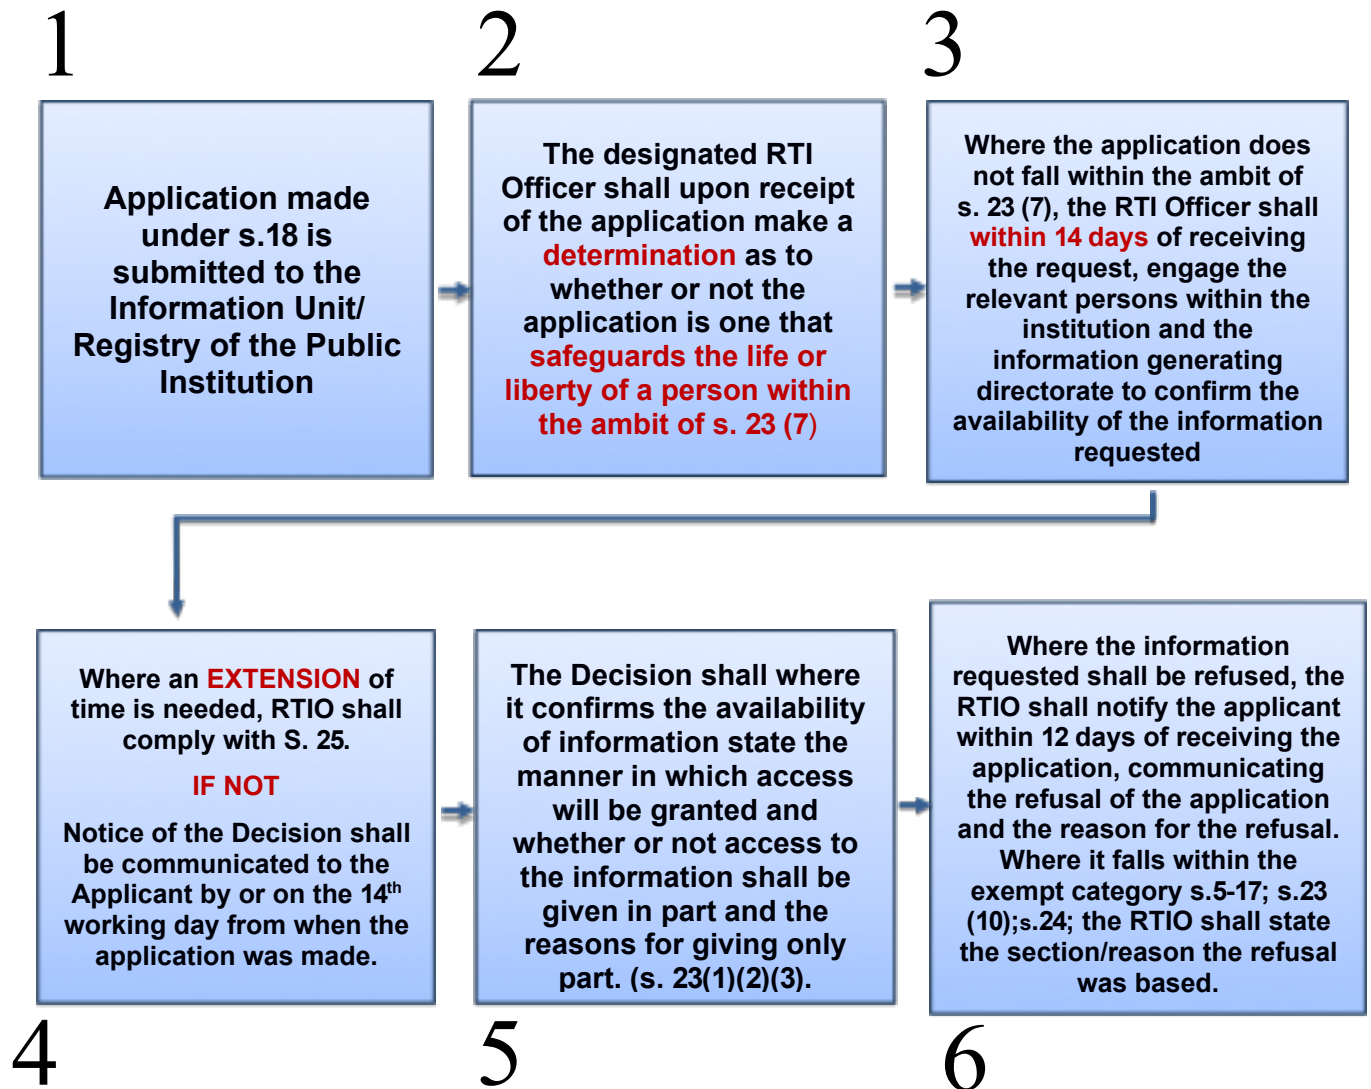 1
2
3
Application made
under s.18 is
submitted to the
Information Unit/
Registry of the Public
Institution
The designated RTI
Officer shall upon receipt
of the application make a
determination as to
whether or not the
application is one that
safeguards the life or
liberty of a person within
the ambit of s. 23 (7)
Where the application does
not fall within the ambit of
s. 23 (7), the RTI Officer shall
within 14 days of receiving
the request, engage the
relevant persons within the
institution and the
information generating
directorate to confirm the
availability of the information
requested
Where an EXTENSION of
time is needed, RTIO shall
comply with S. 25.
IF NOT
Notice of the Decision shall
be communicated to the
Applicant by or on the 14th
working day from when the
application was made.
The Decision shall where
it confirms the availability
of information state the
manner in which access
will be granted and
whether or not access to
the information shall be
given in part and the
reasons for giving only
part. (s. 23(1)(2)(3).
Where the information
requested shall be refused, the
RTIO shall notify the applicant
within 12 days of receiving the
application, communicating
the refusal of the application
and the reason for the refusal.
Where it falls within the
exempt category s.5-17; s.23
(10);s.24; the RTIO shall state
the section/reason the refusal
was based.
4
5
6